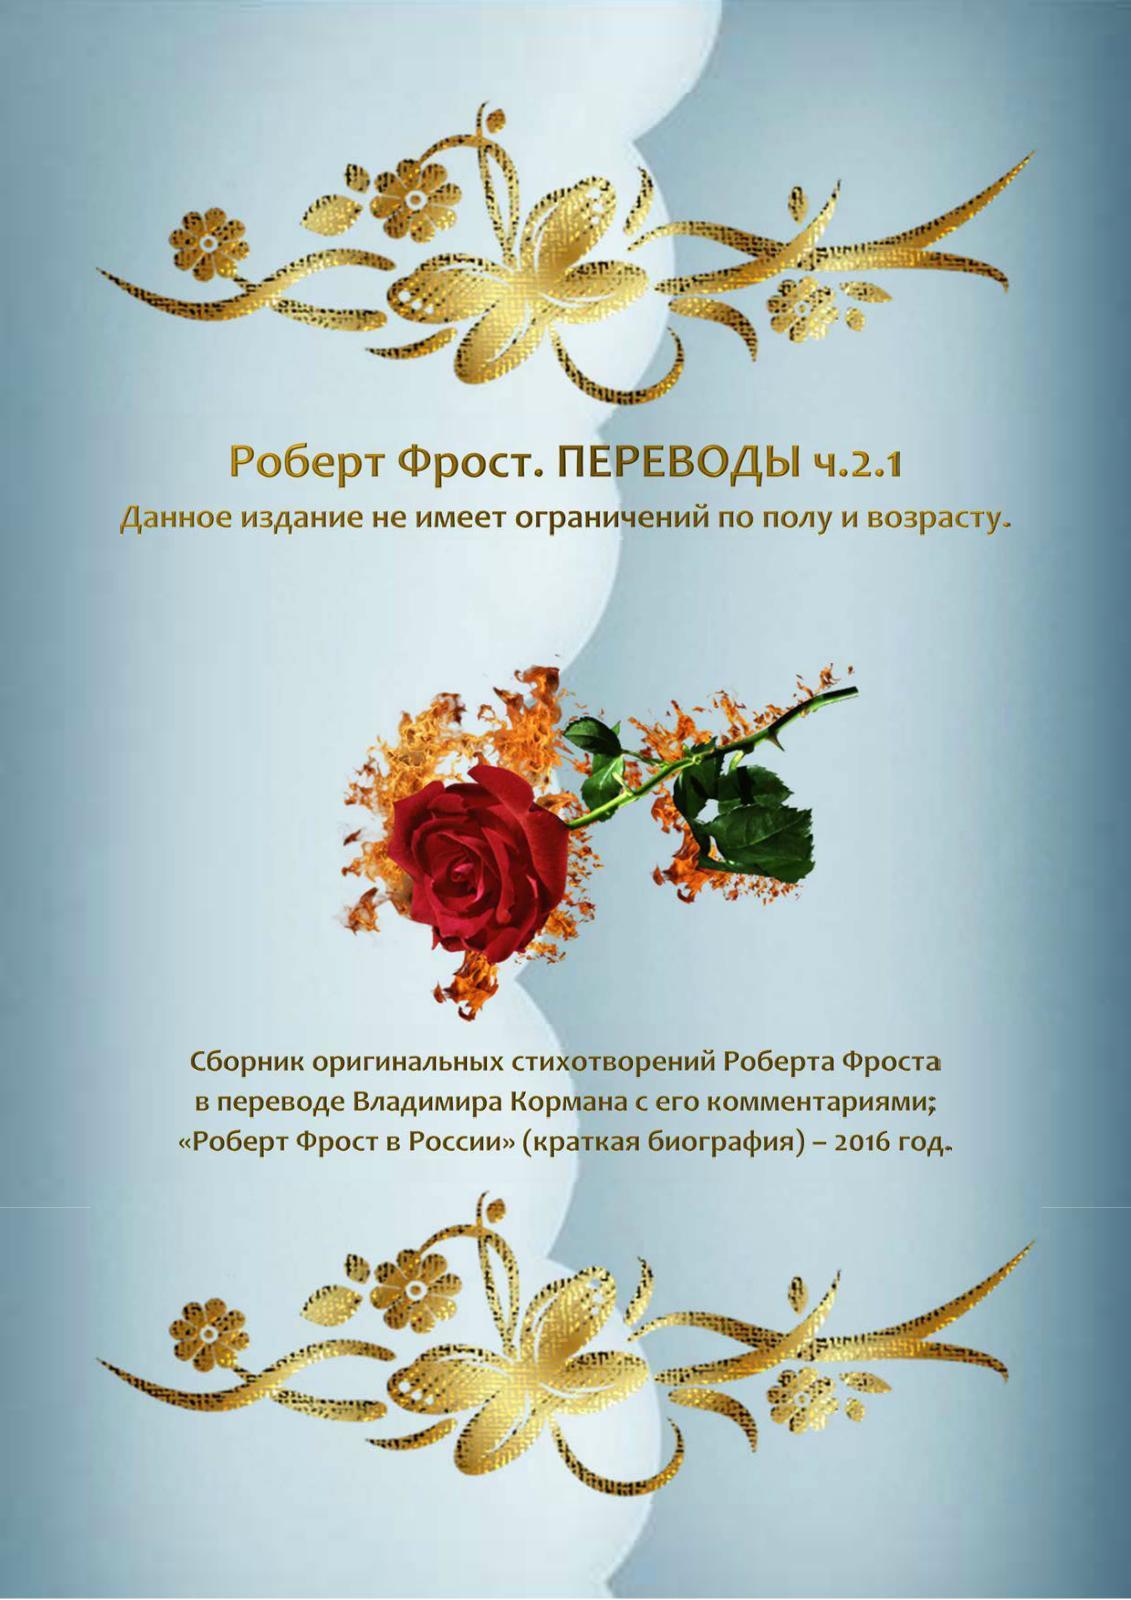 Роберт Фрост. ПЕРЕВОДЫ ч.2.1
Данное издание не имеет ограничений по полу и возрасту.
Сборник оригинальных стихотворений Роберта Фроста
в переводе Владимира Кормана с его комментариями;
«Роберт Фрост в России» (краткая биография) – 2016 год.